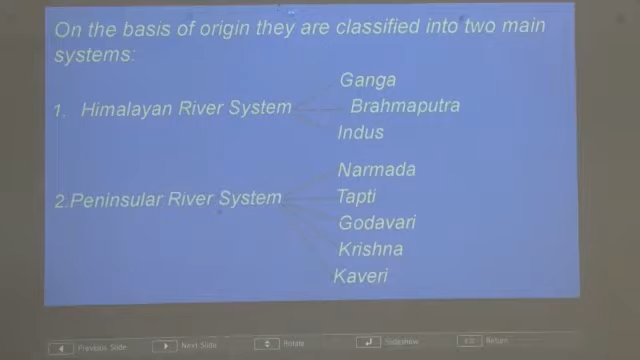 On the basis of origin they are classified into two main
systems:
Ganga
1. Himalayan River System
Brahmaputra
Indus
Narmada
2.Peninsular River System
Tapti
Godavari
Krishna
Kaveri
Previous Slide
Next Slide
Rotate
Slideshow
Return